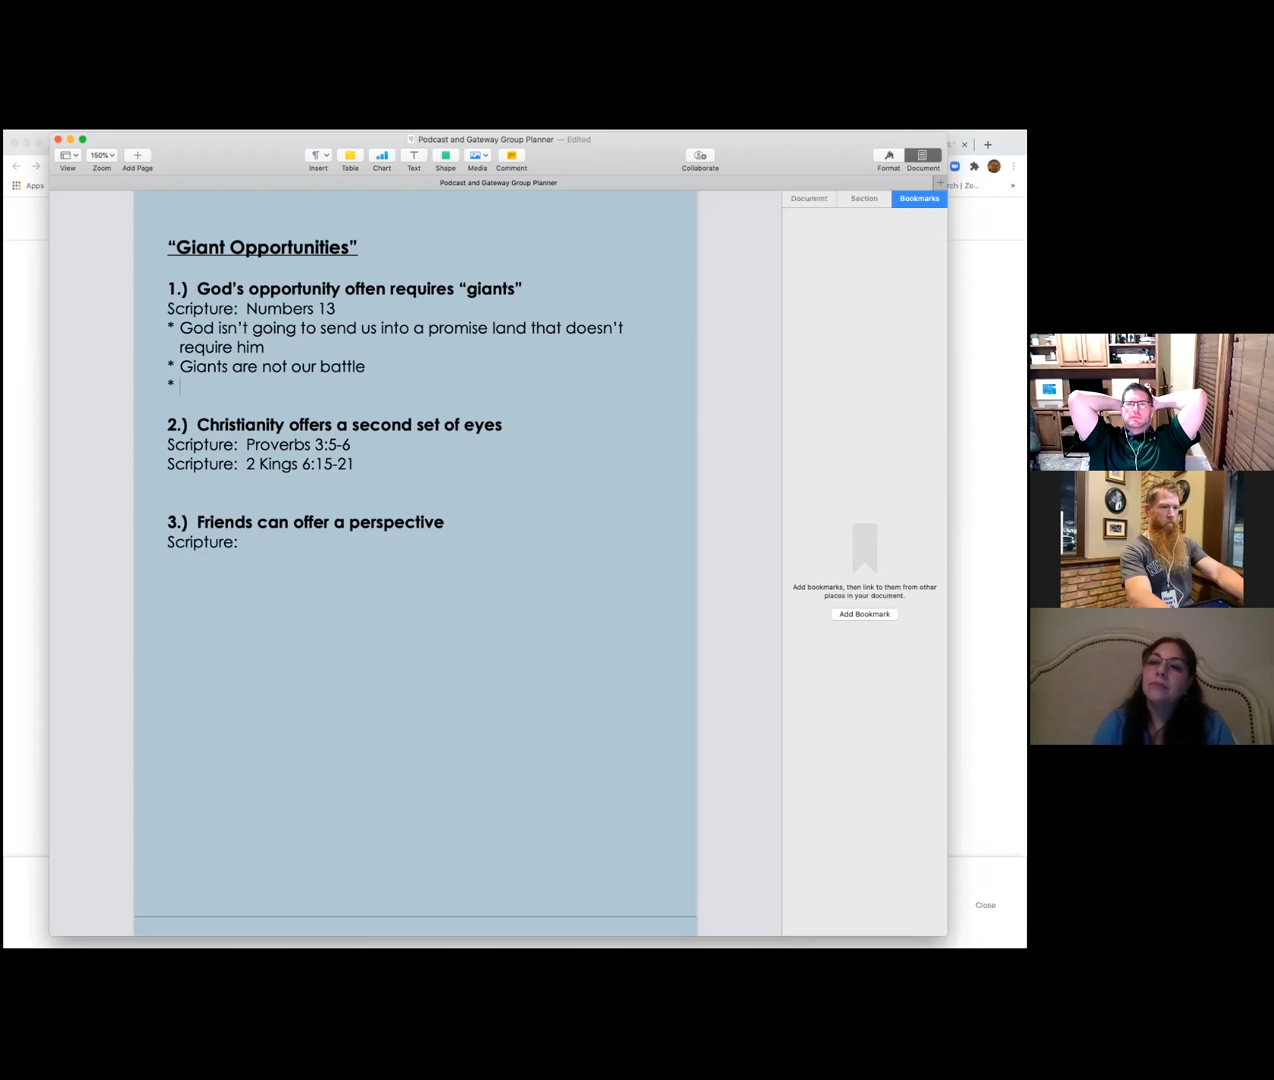 Podcast and Gateway Group Planner — Edited
150%
View
Zoom
Add Page
Insert
Table
Chart
Text
Shape
Media
Comment
Collaborate
Format
Document
Apps
Podcast and Gateway Group Planner
rch | Zo...
»
Document
Section
Bookmarks
“Giant Opportunities”
1.) God’s opportunity often requires “giants”
Scripture: Numbers 13
* God isn’t going to send us into a promise land that doesn’t
require him
* Giants are not our battle
*
2.) Christianity offers a second set of eyes
Scripture: Proverbs 3:5-6
Scripture: 2 Kings 6:15-21
3.) Friends can offer a perspective
Scripture:
Add bookmarks, then link to them from other
places in your document.
Add Bookmark
Close